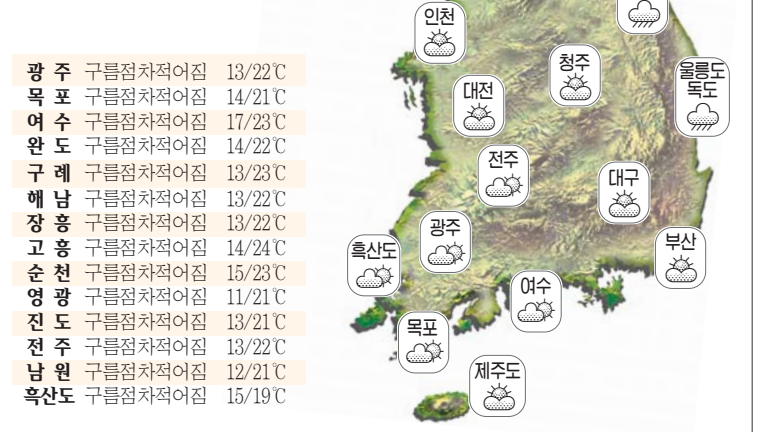 광 주 구름점차적어짐 13/22℃
목 포 구름점차적어짐 14/21℃
여 수 구름점차적어짐 17/23℃
완 도 구름점차적어짐 14/22℃
구 례 구름점차적어짐 13/23℃
해 남 구름점차적어짐 13/22℃
장 흥 구름점차적어짐 13/22℃
고 흥 구름점차적어짐 14/24℃
순 천 구름점차적어짐 15/23℃
영 광 구름점차적어짐 11/21℃
진 도 구름점차적어짐 13/21℃
전 주 구름점차적어짐 13/22℃
남 원 구름점차적어짐 12/21℃
흑산도 구름점차적어짐 15/19℃
인천
청주
울릉도
독도
대전
전주
대구
광주
흑산도
부산
여수
목포
제주도